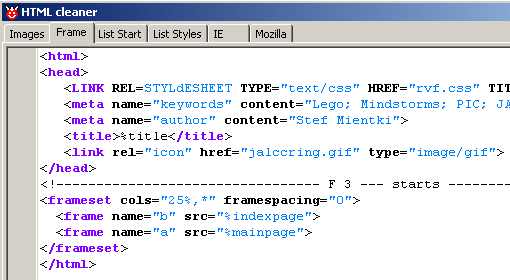 HTML cleaner
Images Frame List Start List Styles IE Mozilla
<html>
<head>
<LINK REL=STYLdESHEET TYPE="text/css" HREF="rvf.css" TIT
<meta name="keywords" content="Lego; Mindstorms; PIC; JA
<meta name="author" content="Stef Mientki">
<title>%title</title>
<link rel="icon" href="jalccring.gif" type="image/gif">
</head>
<!------------------------------- F 3 --- starts ---------
<frameset cols="25%,*" framespacing="0">
<frame name="b" src="%indexpage">
<frame name="a" src="%mainpage">
</frameset>
</html>